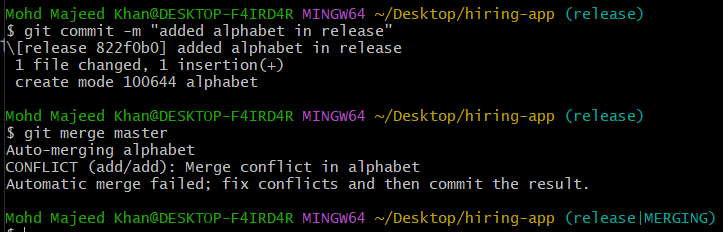 Mohd Majeed Khan@DESKTOP-F4IRD4R MINGW64 ~/Desktop/hiring-app (release)
$ git commit -m "added alphabet in release"
\[release 822f0b0] added alphabet in release
 1 file changed, 1 insertion(+)
 create mode 100644 alphabet
Mohd Majeed Khan@DESKTOP-F4IRD4R MINGW64 ~/Desktop/hiring-app (release)
$ git merge master
Auto-merging alphabet
CONFLICT (add/add): Merge conflict in alphabet
Automatic merge failed; fix conflicts and then commit the result.
Mohd Majeed Khan@DESKTOP-F4IRD4R MINGW64 ~/Desktop/hiring-app (release|MERGING)
$